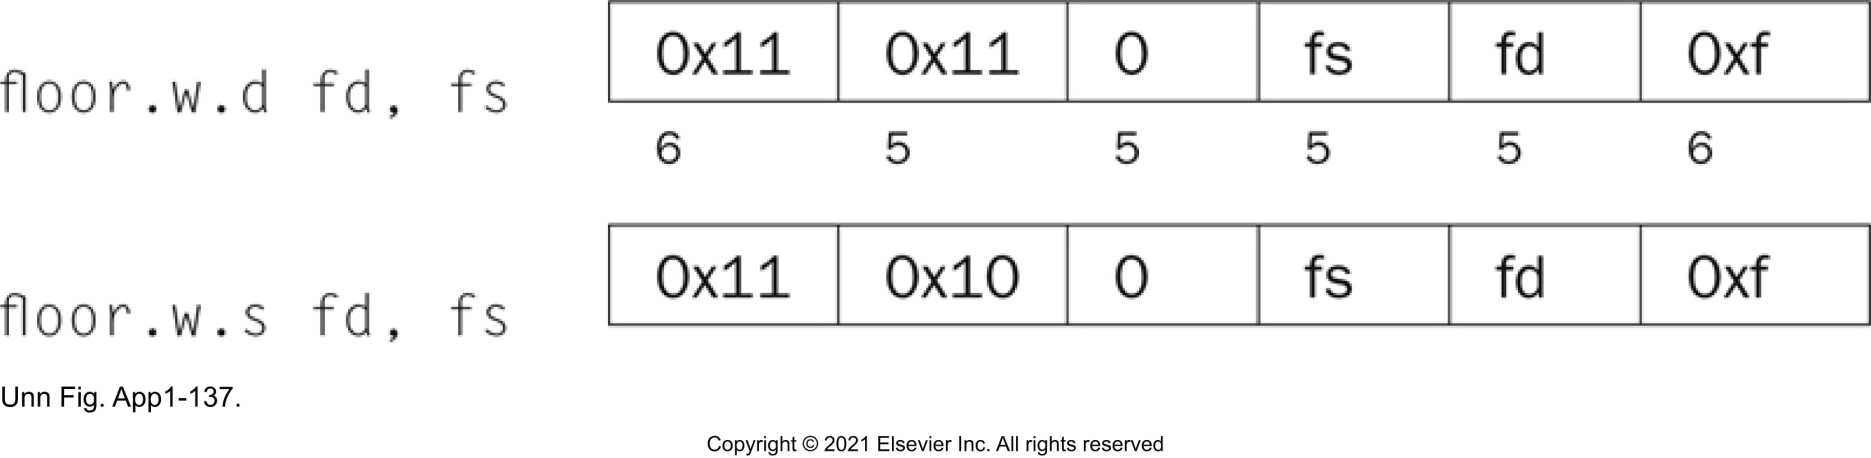 floor.w.d fd, fs 0x11 0x11 0 fs fd 0xf
6 5 5 5 5 6
floor.w.s fd, fs 0x11 0x10 0 fs fd 0xf
Unn Fig. App1-137.
Copyright © 2021 Elsevier Inc. All rights reserved